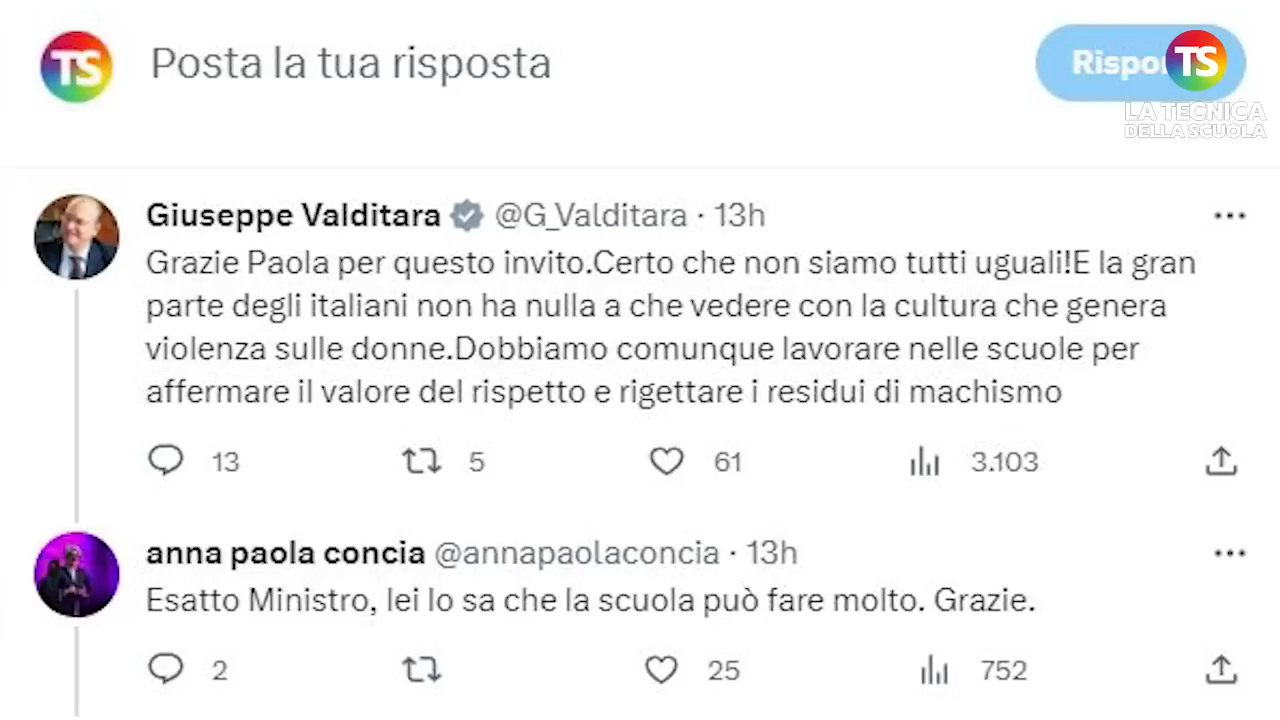 TS
Posta la tua risposta
Rispo
TS
LA TECNICA
DELLA SCUOLA
Giuseppe Valditara @G_Valditara · 13h
Grazie Paola per questo invito.Certo che non siamo tutti uguali!E la gran
parte degli italiani non ha nulla a che vedere con la cultura che genera
violenza sulle donne.Dobbiamo comunque lavorare nelle scuole per
affermare il valore del rispetto e rigettare i residui di machismo
13 5 61 3.103
anna paola concia @annapaolaconcia · 13h
Esatto Ministro, lei lo sa che la scuola può fare molto. Grazie.
2 25 752